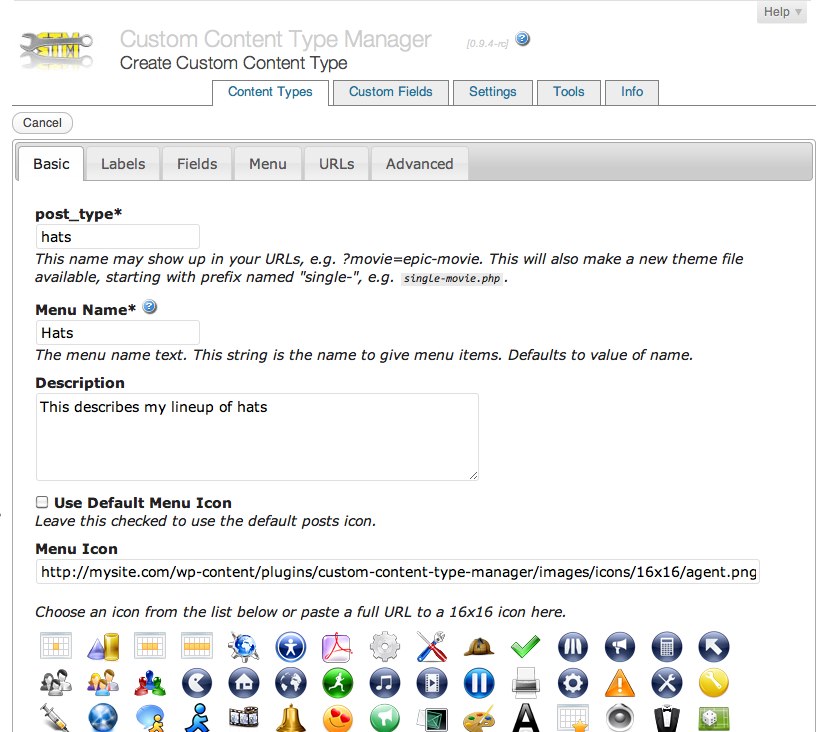 Help
Custom Content Type Manager [0.9.4-rc]
Create Custom Content Type
Content Types Custom Fields Settings Tools Info
Cancel
Basic Labels Fields Menu URLs Advanced
post_type*
hats
This name may show up in your URLs, e.g. ?movie=epic-movie. This will also make a new theme file
available, starting with prefix named "single-", e.g. single-movie.php .
Menu Name*
Hats
The menu name text. This string is the name to give menu items. Defaults to value of name.
Description
This describes my lineup of hats
Use Default Menu Icon
Leave this checked to use the default posts icon.
Menu Icon
http://mysite.com/wp-content/plugins/custom-content-type-manager/images/icons/16x16/agent.png
Choose an icon from the list below or paste a full URL to a 16x16 icon here.
A